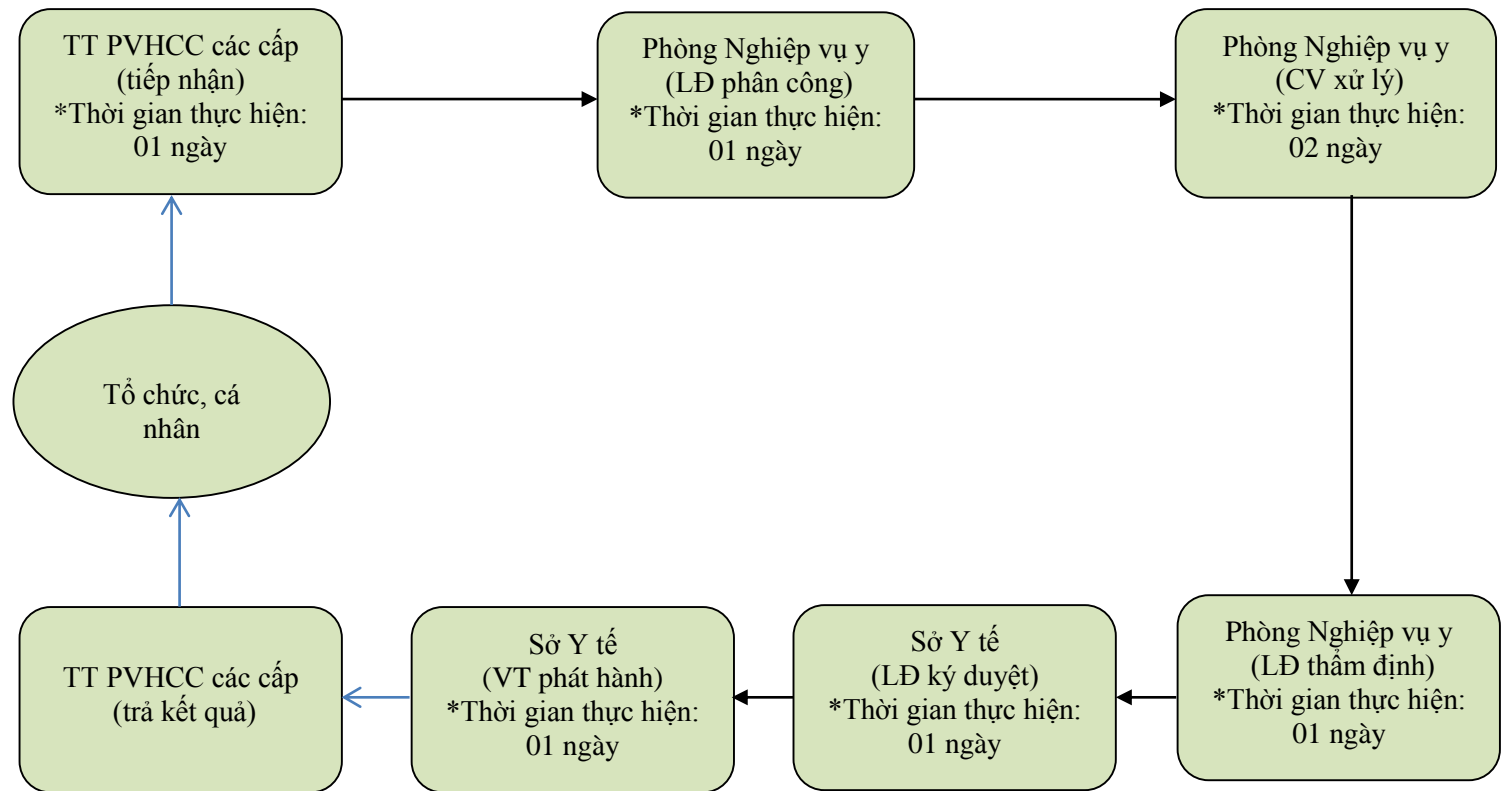 TT PVHCC các cấp
(tiếp nhận)
*Thời gian thực hiện:
01 ngày
Phòng Nghiệp vụ y
(LĐ phân công)
*Thời gian thực hiện:
01 ngày
Phòng Nghiệp vụ y
(CV xử lý)
*Thời gian thực hiện:
02 ngày
Tổ chức, cá
nhân
TT PVHCC các cấp
(trả kết quả)
Sở Y tế
(VT phát hành)
*Thời gian thực hiện:
01 ngày
Sở Y tế
(LĐ ký duyệt)
*Thời gian thực hiện:
01 ngày
Phòng Nghiệp vụ y
(LĐ thẩm định)
*Thời gian thực hiện:
01 ngày